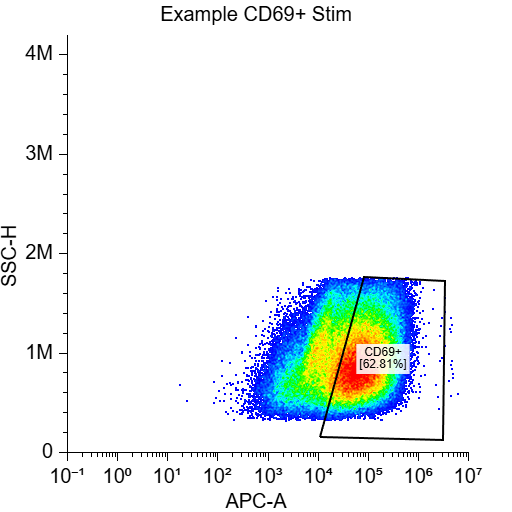 Example CD69+ Stim
4M
3M
2M
1M
0
SSC-H
CD69+
[62.81%]
10⁻¹ 10⁰ 10¹ 10² 10³ 10⁴ 10⁵ 10⁶ 10⁷
APC-A